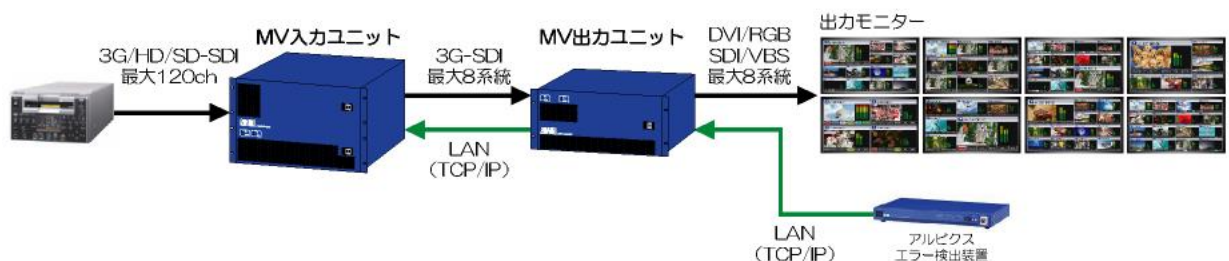 3G/HD/SD-SDI
最大120ch
MV入力ユニット
3G-SDI
最大8系統
LAN
(TCP/IP)
MV出力ユニット
DVI/RGB
SDI/VBS
最大8系統
出力モニター
LAN
(TCP/IP)
アルビクス
エラー検出装置